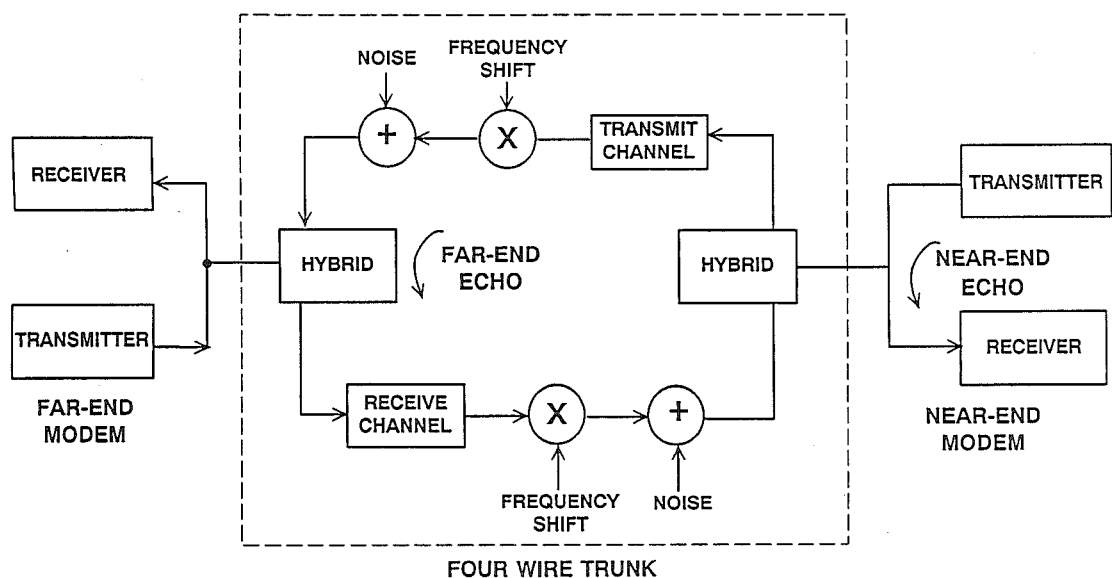 NOISE
FREQUENCY
SHIFT
+
X
TRANSMIT
CHANNEL
RECEIVER
TRANSMITTER
HYBRID
FAR-END
ECHO
HYBRID
NEAR-END
ECHO
TRANSMITTER
RECEIVER
FAR-END
MODEM
RECEIVE
CHANNEL
X
+
NEAR-END
MODEM
FREQUENCY
SHIFT
NOISE
FOUR WIRE TRUNK